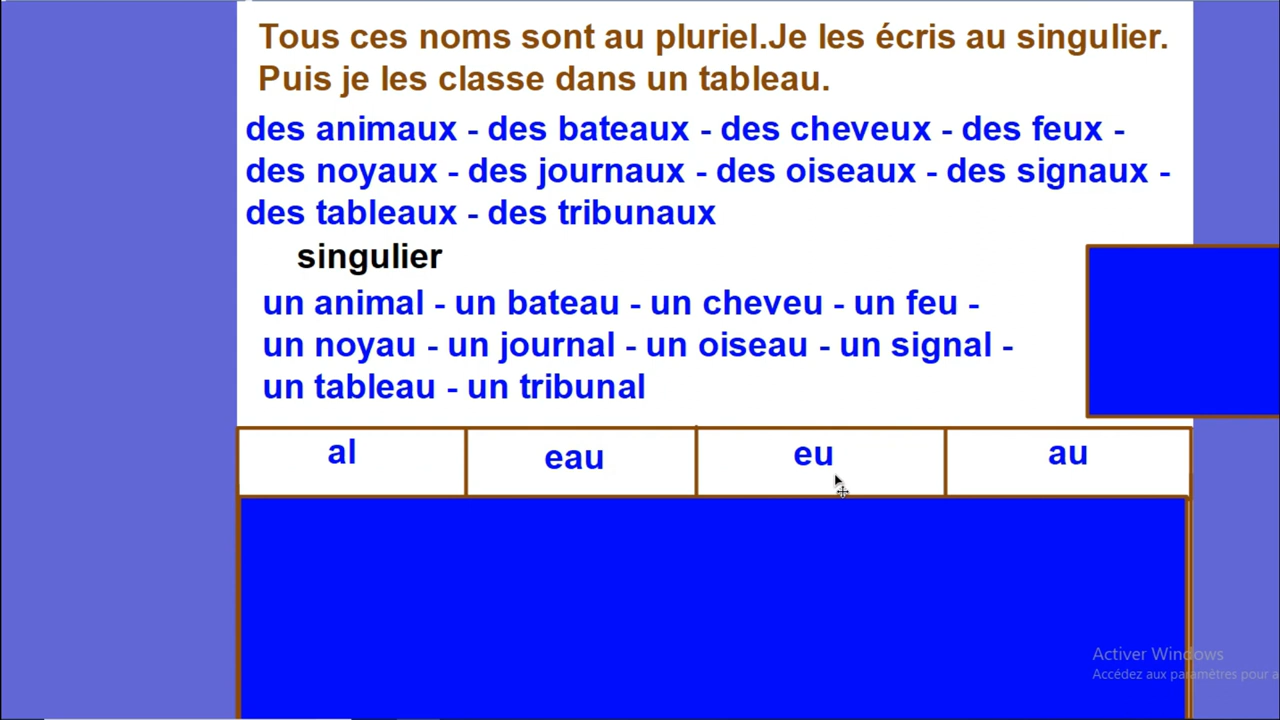 Tous ces noms sont au pluriel.Je les écris au singulier.
Puis je les classe dans un tableau.
des animaux - des bateaux - des cheveux - des feux -
des noyaux - des journaux - des oiseaux - des signaux -
des tableaux - des tribunaux
singulier
un animal - un bateau - un cheveu - un feu -
un noyau - un journal - un oiseau - un signal -
un tableau - un tribunal
al eau eu au
Activer Windows
Accédez aux paramètres pour a